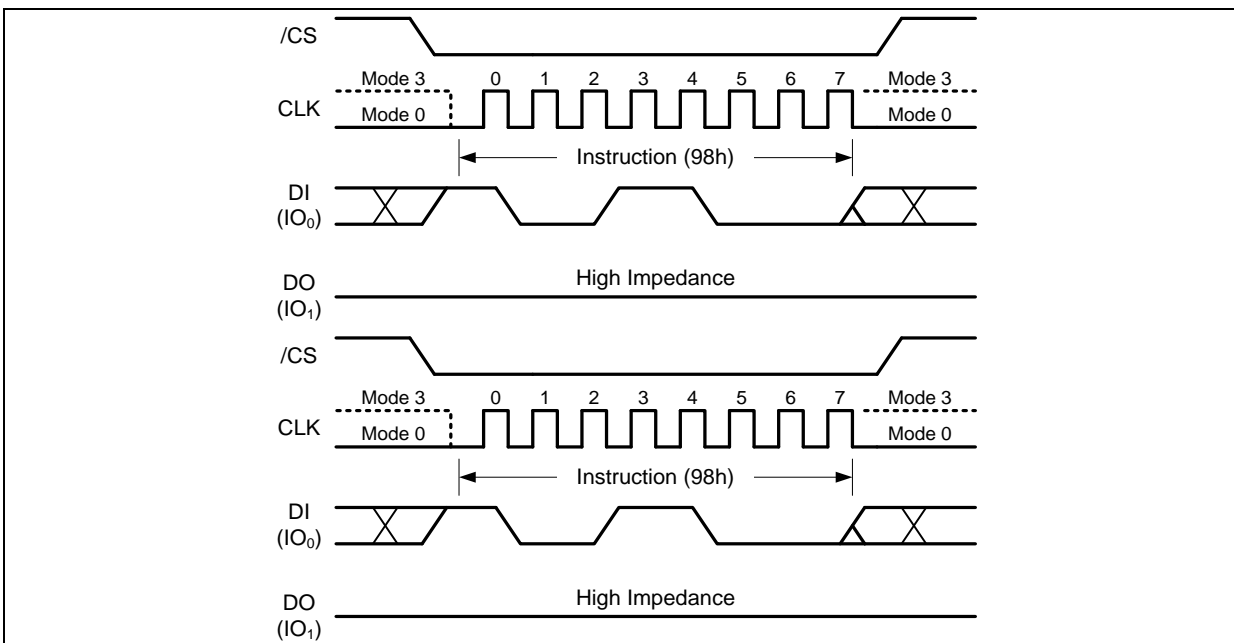 /CS
Mode 3 0 1 2 3 4 5 6 7 Mode 3
CLK
Mode 0 Mode 0
Instruction (98h)
DI
(IO₀)
High Impedance
DO
(IO₁)
/CS
Mode 3 0 1 2 3 4 5 6 7 Mode 3
CLK
Mode 0 Mode 0
Instruction (98h)
DI
(IO₀)
High Impedance
DO
(IO₁)